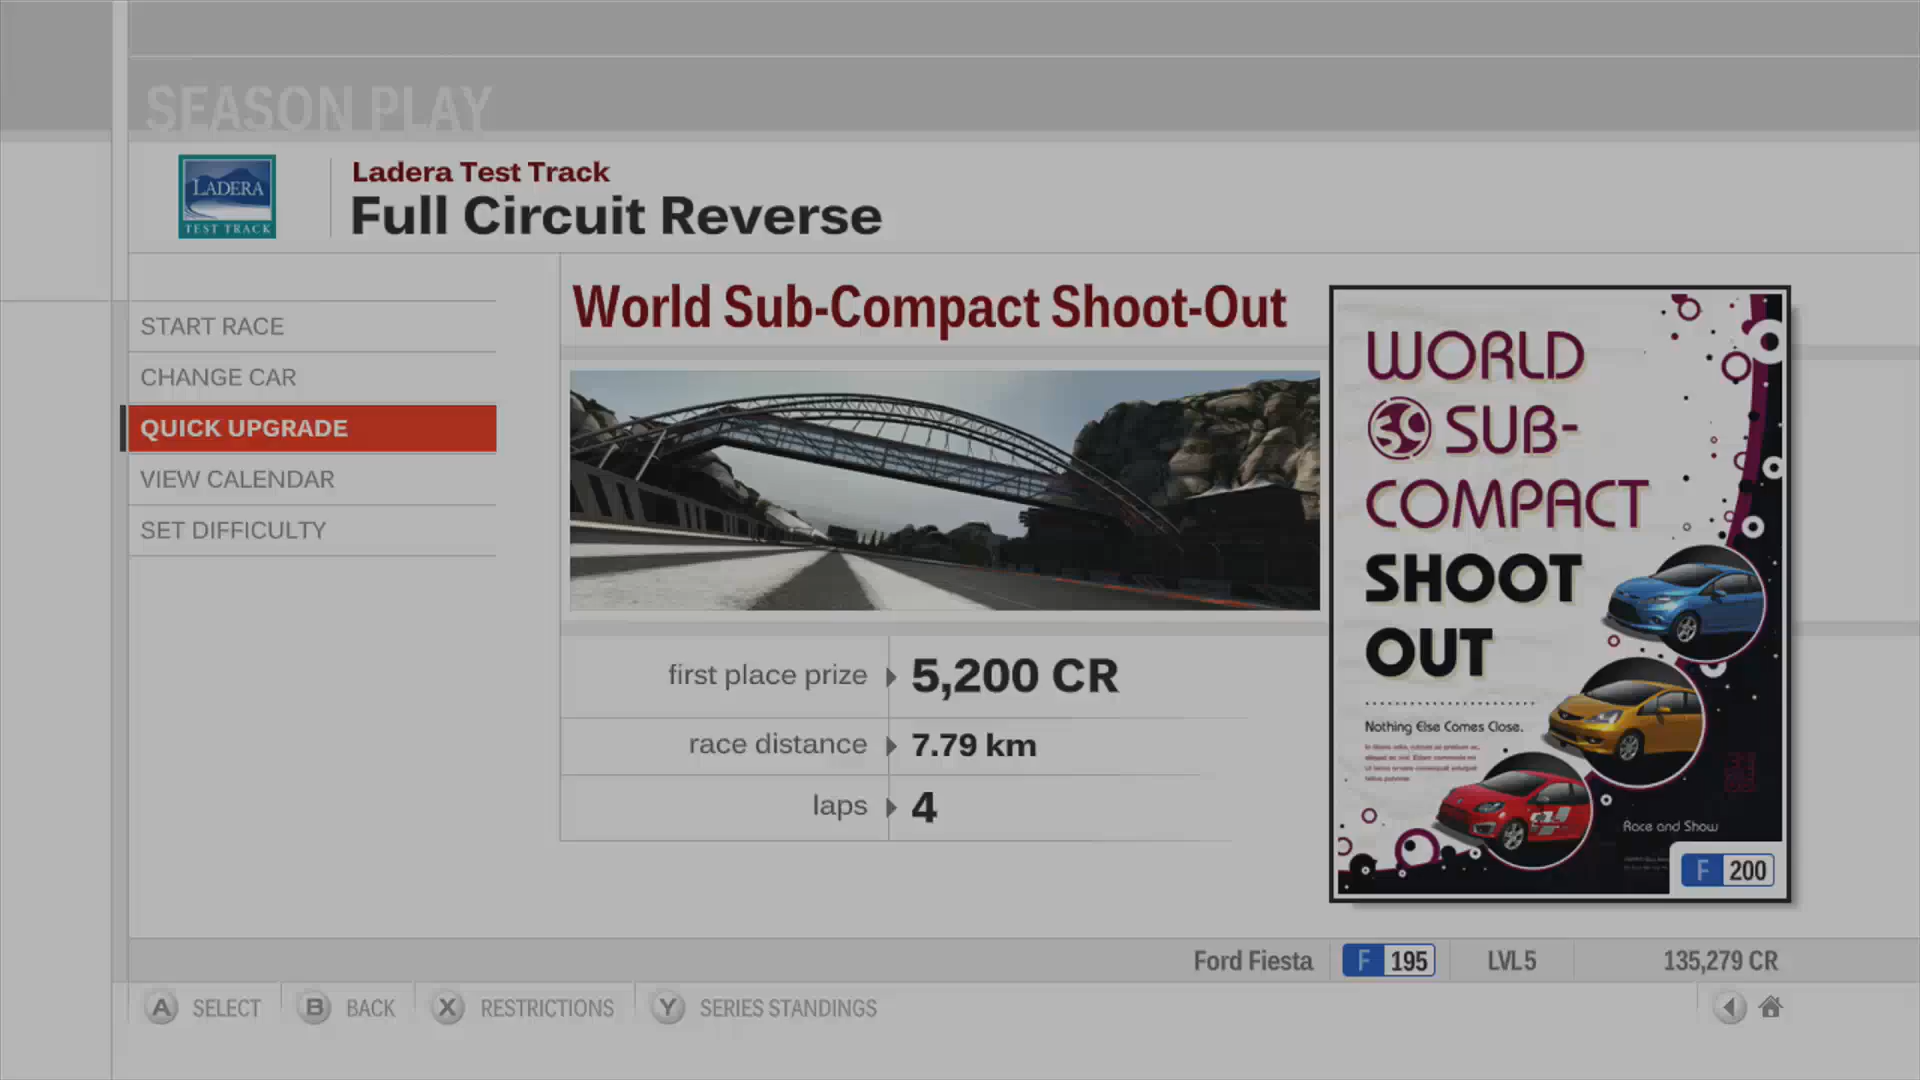 SEASON PLAY
LADERA
TEST TRACK
Ladera Test Track
Full Circuit Reverse
START RACE
CHANGE CAR
QUICK UPGRADE
VIEW CALENDAR
SET DIFFICULTY
World Sub-Compact Shoot-Out
first place prize 5,200 CR
race distance 7.79 km
laps 4
WORLD
SUB-
COMPACT
SHOOT
OUT
Nothing Else Comes Close.
Race and Show
F 200
Ford Fiesta F 195 LVL 5 135,279 CR
A SELECT B BACK X RESTRICTIONS Y SERIES STANDINGS